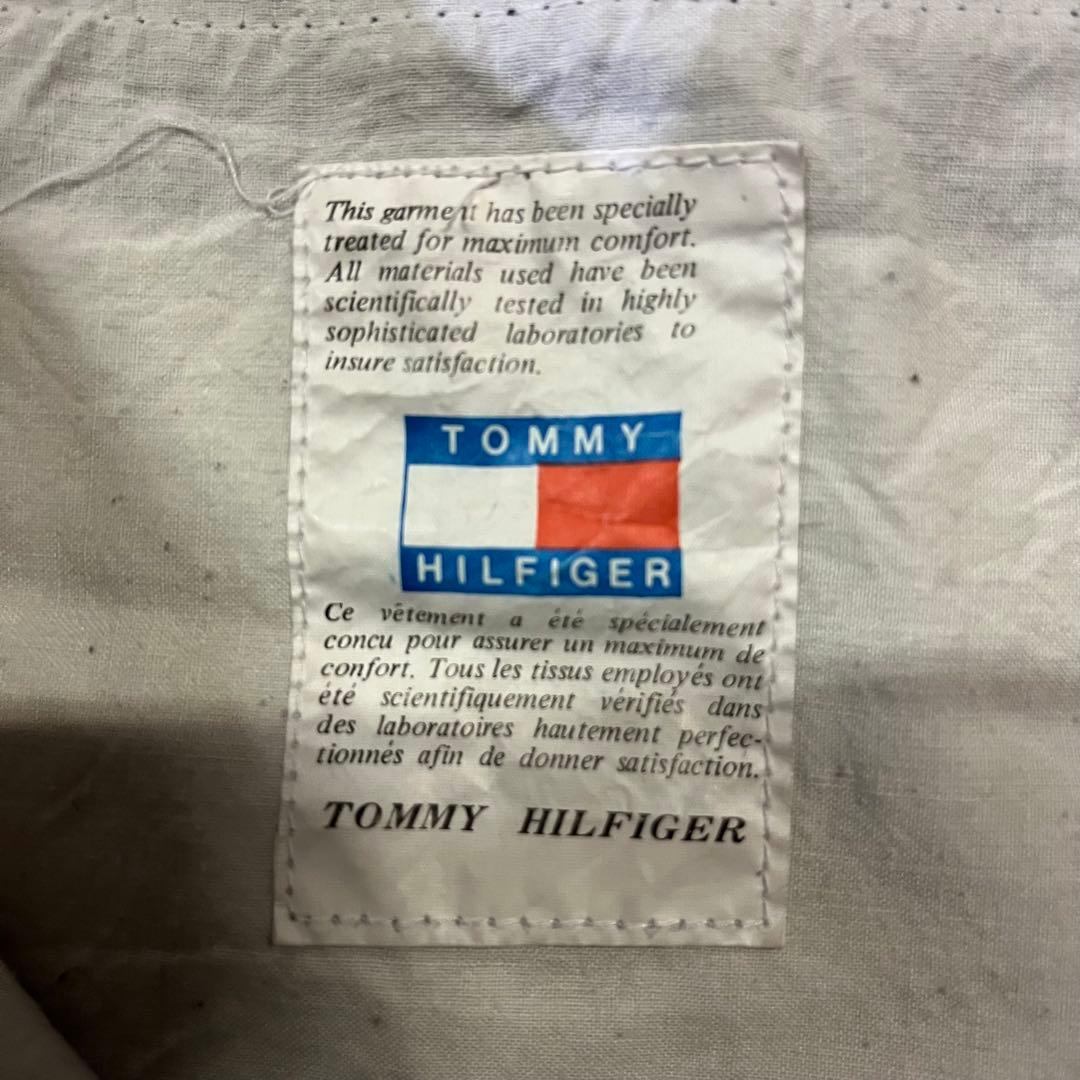 This garment has been specially
treated for maximum comfort.
All materials used have been
scientifically tested in highly
sophisticated laboratories to
insure satisfaction.
TOMMY
HILFIGER
Ce vêtement a été spécialement
concu pour assurer un maximum de
confort. Tous les tissus employés ont
été scientifiquement vérifiés dans
des laboratoires hautement perfec-
tionnés afin de donner satisfaction.
TOMMY HILFIGER